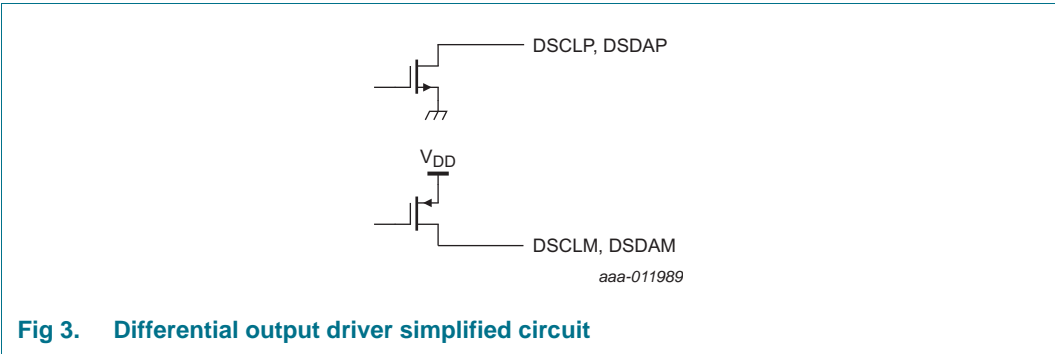 DSCLP, DSDAP
VDD
DSCLM, DSDAM
aaa-011989
Fig 3. Differential output driver simplified circuit